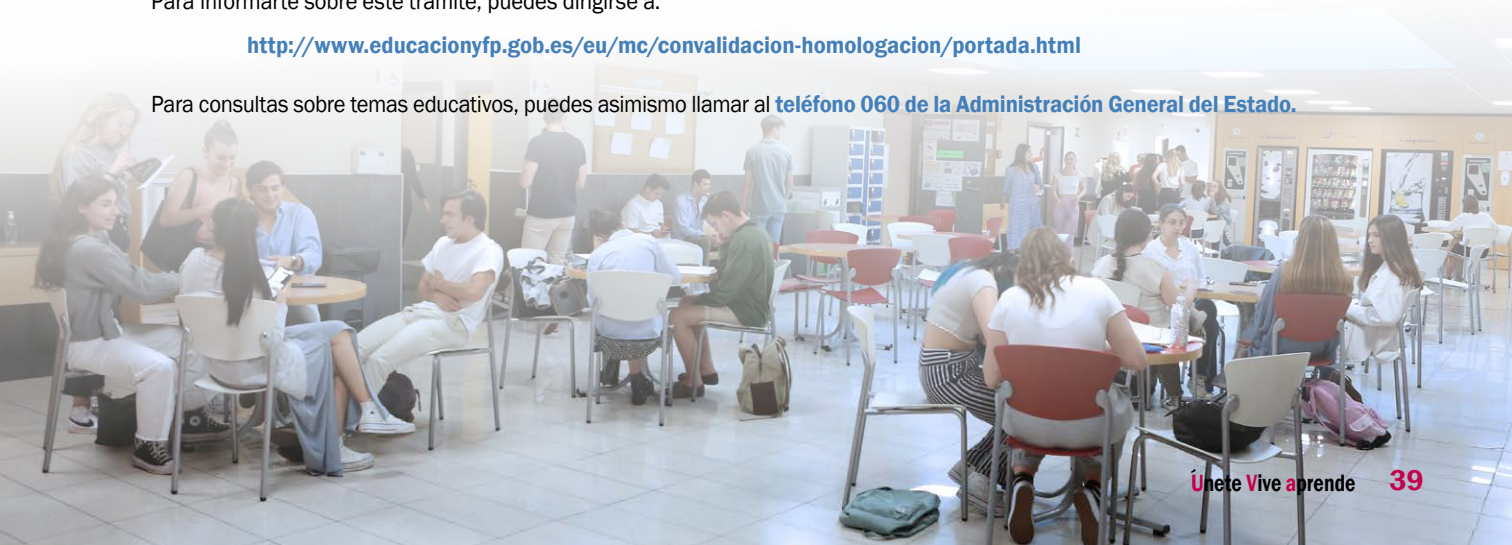 Para informarte sobre este trámite, puedes dirigirse a:
http://www.educacionyfp.gob.es/eu/mc/convalidacion-homologacion/portada.html
Para consultas sobre temas educativos, puedes asimismo llamar al teléfono 060 de la Administración General del Estado.
Únete Vive aprende 39